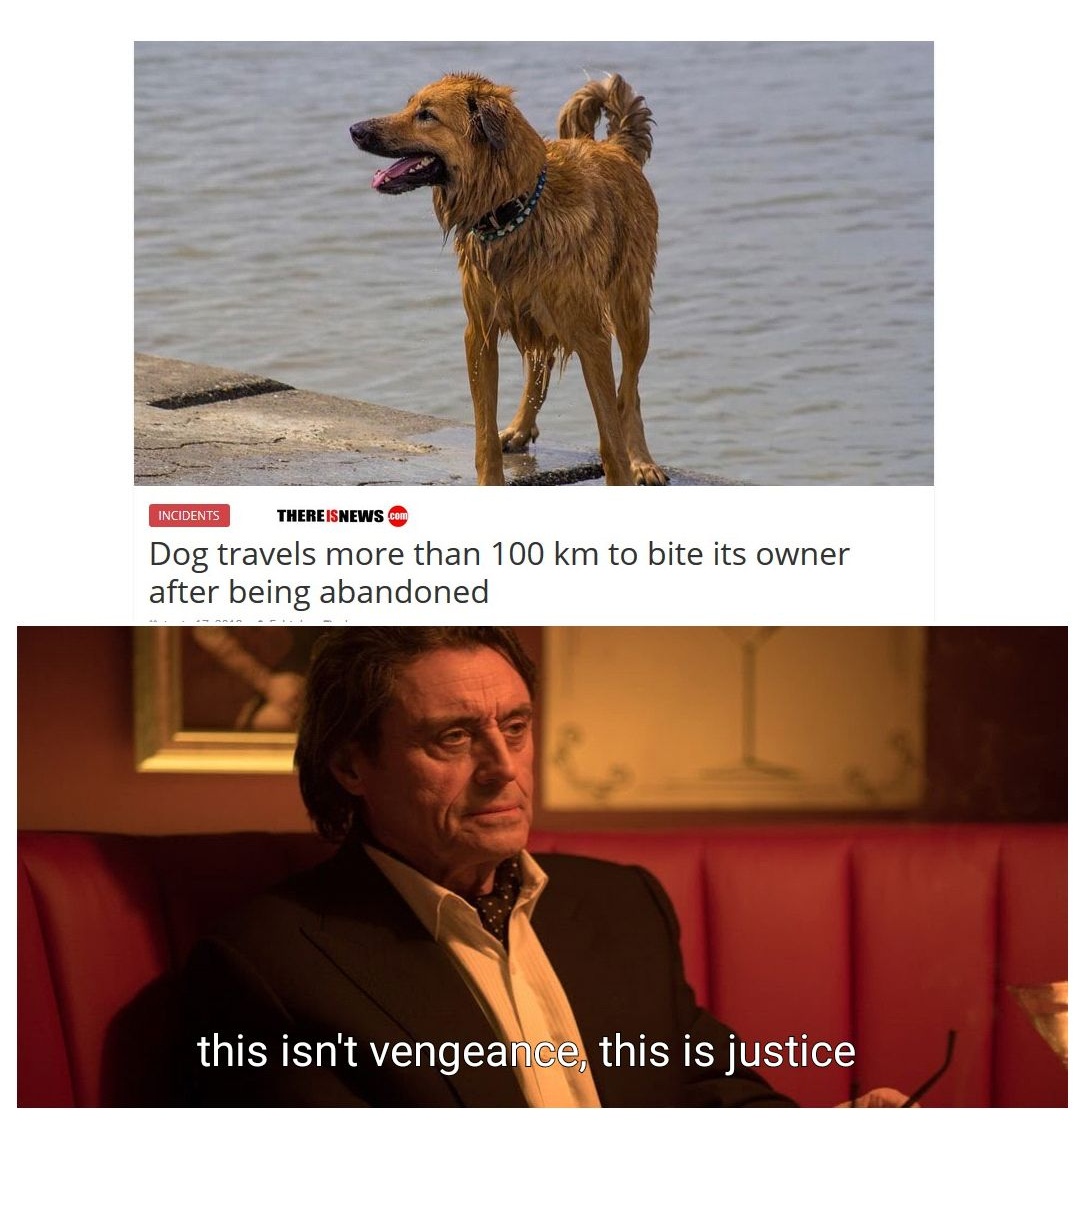 INCIDENTS
THEREISNEWS.com
Dog travels more than 100 km to bite its owner
after being abandoned
this isn't vengeance, this is justice